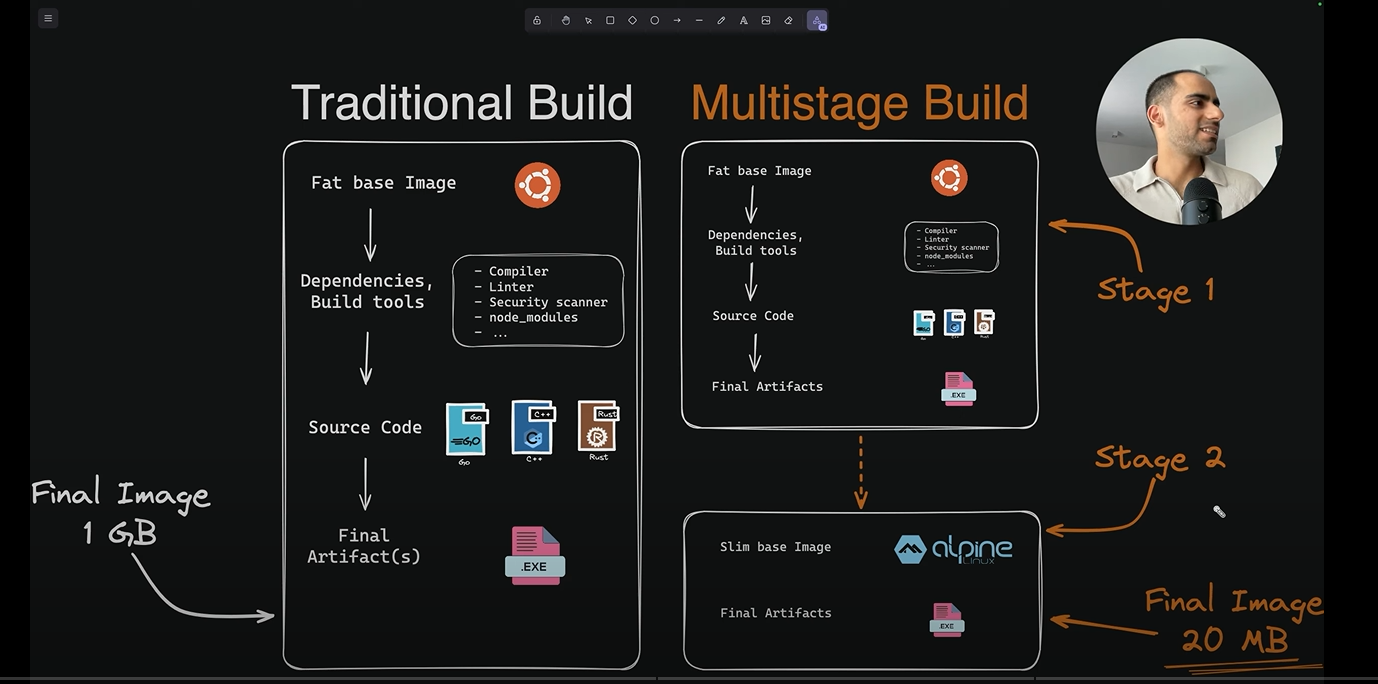 Traditional Build
Fat base Image
Dependencies,
Build tools
- Compiler
- Linter
- Security scanner
- node_modules
- ...
Source Code
Go
C++
Rust
GO
Go
C++
Rust
Final
Artifact(s)
.EXE
Final Image
1 GB
Multistage Build
Fat base Image
Dependencies,
Build tools
- Compiler
- Linter
- Security scanner
- node_modules
- ...
Source Code
Final Artifacts
.EXE
Stage 1
Stage 2
Slim base Image
alpine
Linux
Final Artifacts
.EXE
Final Image
20 MB